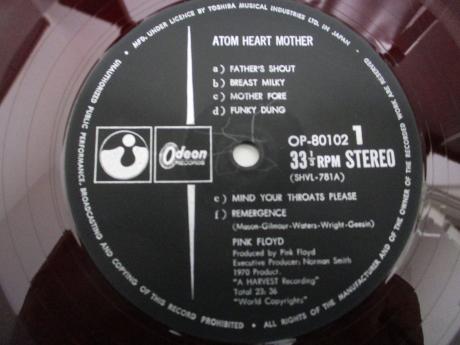 MFD. UNDER LICENCE BY TOSHIBA MUSICAL INDUSTRIES LTD. IN JAPAN
ALL RIGHTS OF THE MANUFACTURER AND OF THE OWNER OF THE RECORDED WORK ARE RESERVED
UNAUTHORIZED PUBLIC PERFORMANCE, BROADCASTING AND COPYING OF THIS RECORD PROHIBITED
ATOM HEART MOTHER
a) FATHER'S SHOUT
b) BREAST MILKY
c) MOTHER FORE
d) FUNKY DUNG
Odeon
RECORDS
OP-80102 1
33⅓ RPM STEREO
(SHVL-781A)
e) MIND YOUR THROATS PLEASE
f) REMERGENCE
(Mason-Gilmour-Waters-Wright-Geesin)
PINK FLOYD
Produced by Pink Floyd
Executive Producer: Norman Smith
1970 Product.
"A HARVEST Recording"
Total 23: 36
"World Copyrights"